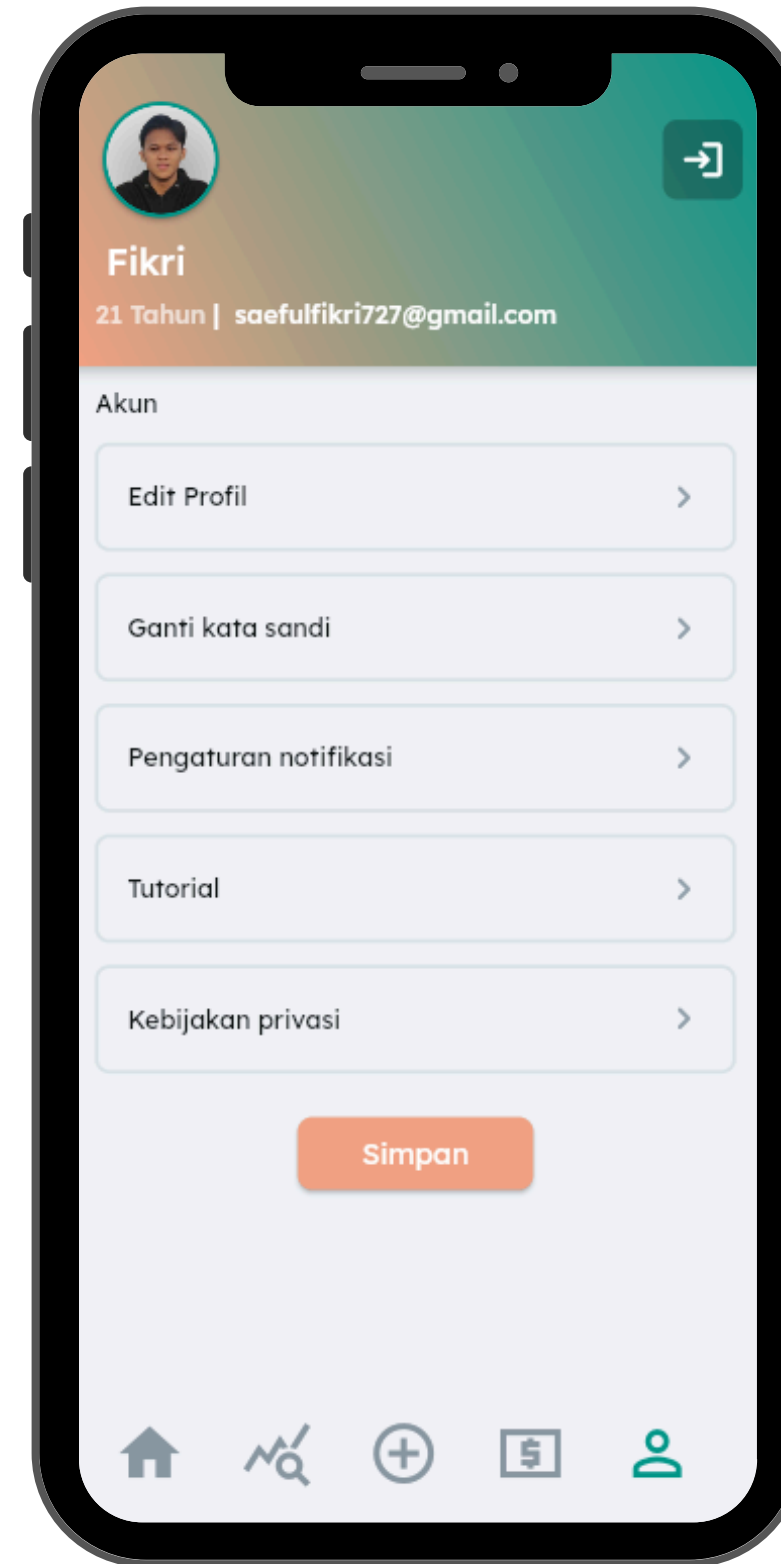 Fikri
21 Tahun | saefulfikri727@gmail.com
Akun
Edit Profil
Ganti kata sandi
Pengaturan notifikasi
Tutorial
Kebijakan privasi
Simpan